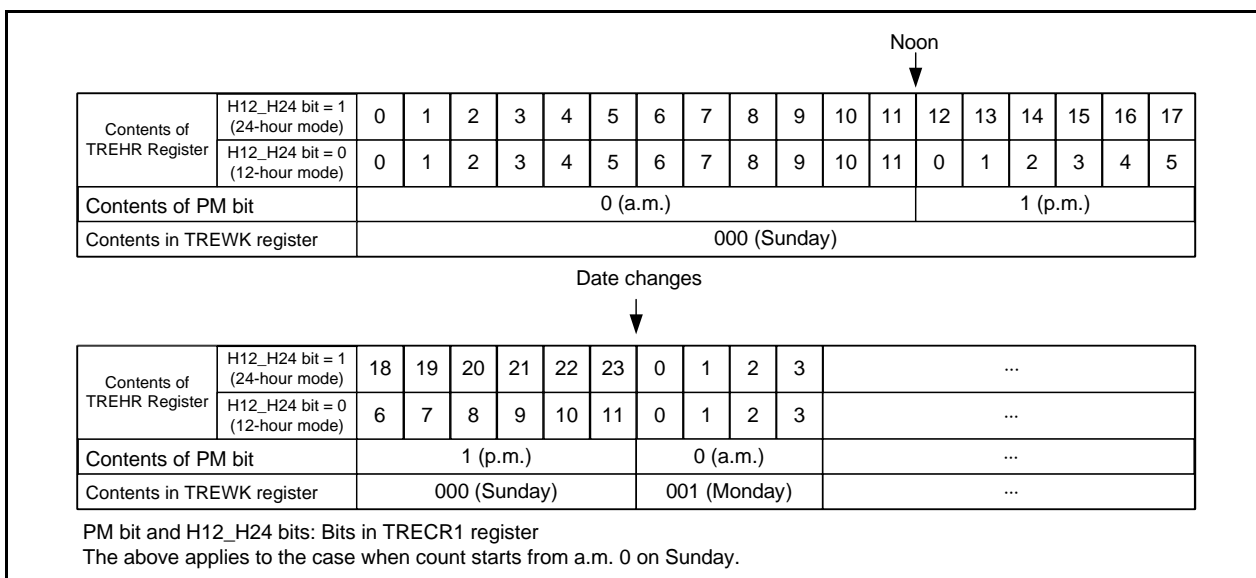 Noon
Contents of TREHR Register
H12_H24 bit = 1 (24-hour mode) 0 1 2 3 4 5 6 7 8 9 10 11 12 13 14 15 16 17
H12_H24 bit = 0 (12-hour mode) 0 1 2 3 4 5 6 7 8 9 10 11 0 1 2 3 4 5
Contents of PM bit 0 (a.m.) 1 (p.m.)
Contents in TREWK register 000 (Sunday)
Date changes
Contents of TREHR Register
H12_H24 bit = 1 (24-hour mode) 18 19 20 21 22 23 0 1 2 3 ...
H12_H24 bit = 0 (12-hour mode) 6 7 8 9 10 11 0 1 2 3 ...
Contents of PM bit 1 (p.m.) 0 (a.m.) ...
Contents in TREWK register 000 (Sunday) 001 (Monday) ...
PM bit and H12_H24 bits: Bits in TRECR1 register
The above applies to the case when count starts from a.m. 0 on Sunday.